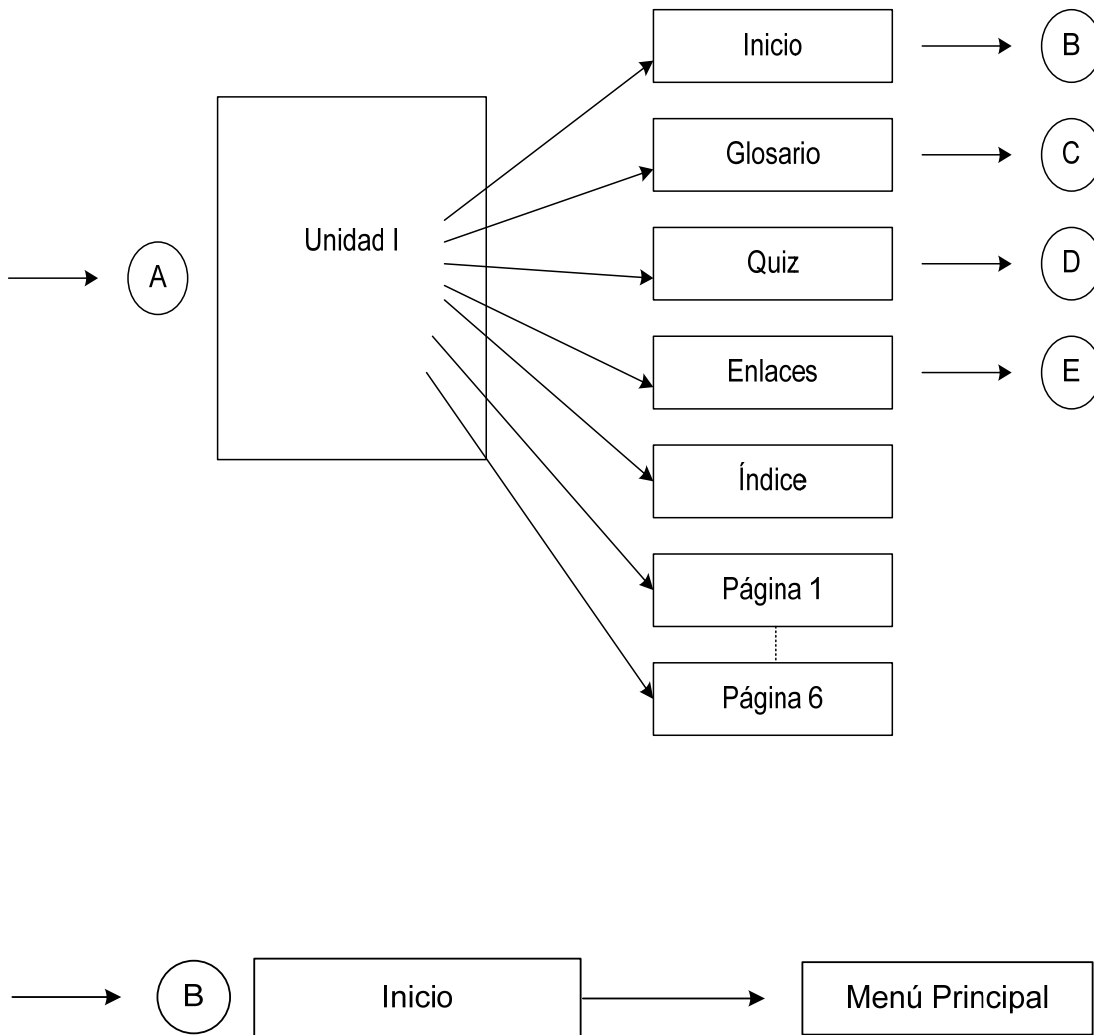 Inicio
B
Glosario
C
Unidad I
A
Quiz
D
Enlaces
E
Índice
Página 1
Página 6
B
Inicio
Menú Principal